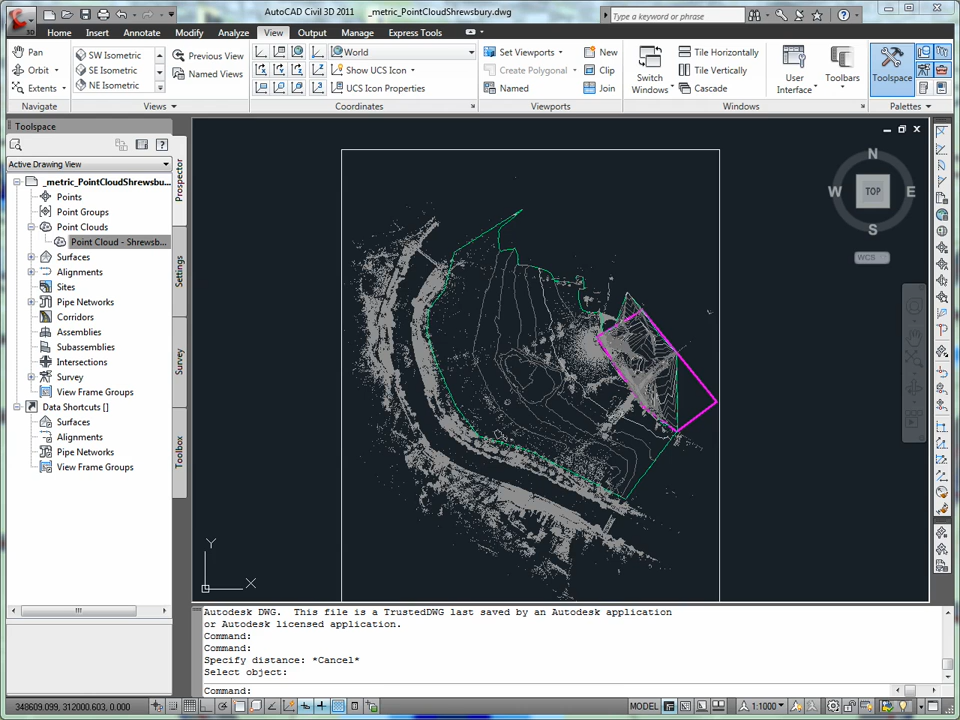 AutoCAD Civil 3D 2011 _metric_PointCloudShrewsbury.dwg
Type a keyword or phrase
3D
Home Insert Annotate Modify Analyze View Output Manage Express Tools
Pan
Orbit
Extents
Navigate
SW Isometric
SE Isometric
NE Isometric
Previous View
Named Views
Views
World
Show UCS Icon
UCS Icon Properties
Coordinates
Set Viewports
Create Polygonal
Named
New
Clip
Join
Viewports
Switch
Windows
Tile Horizontally
Tile Vertically
Cascade
User
Interface
Toolbars
Windows
Toolspace
Palettes
Toolspace
Active Drawing View
_metric_PointCloudShrewsbu...
Points
Point Groups
Point Clouds
Point Cloud - Shrewsb...
Surfaces
Alignments
Sites
Pipe Networks
Corridors
Assemblies
Subassemblies
Intersections
Survey
View Frame Groups
Data Shortcuts []
Surfaces
Alignments
Pipe Networks
View Frame Groups
Prospector
Settings
Survey
Toolbox
N
W TOP E
S
WCS
Y
X
Autodesk DWG.  This file is a TrustedDWG last saved by an Autodesk application
or Autodesk licensed application.
Command:
Command:
Specify distance: *Cancel*
Select object:
Command:
348609.099, 312000.603, 0.000
MODEL
1:1000